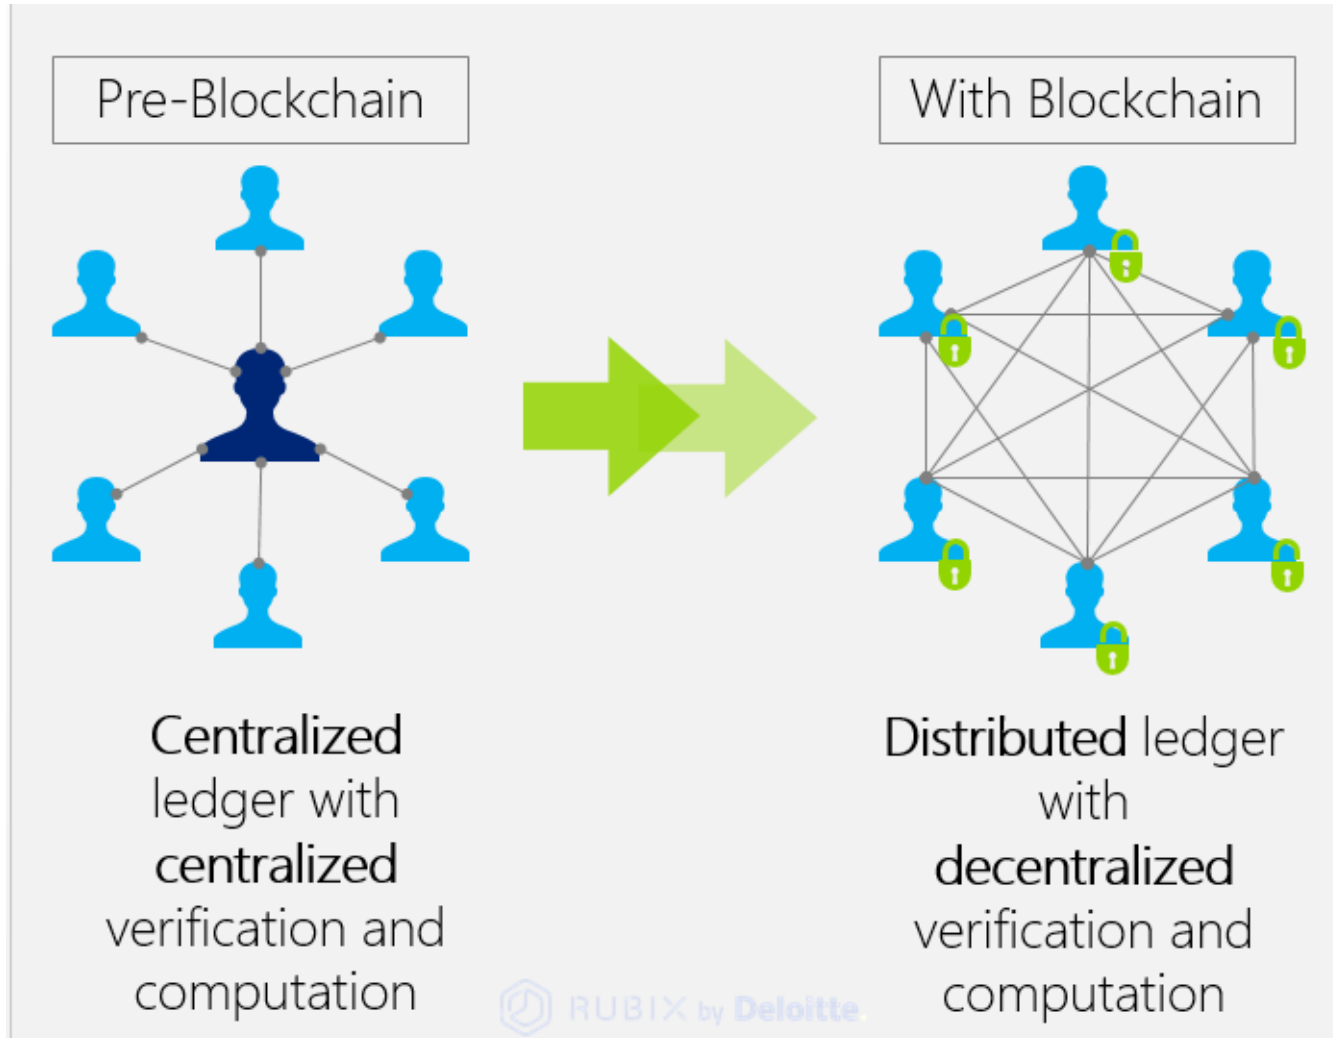 Pre-Blockchain
With Blockchain
Centralized
ledger with
centralized
verification and
computation
Distributed ledger
with
decentralized
verification and
computation
RUBIX by Deloitte.